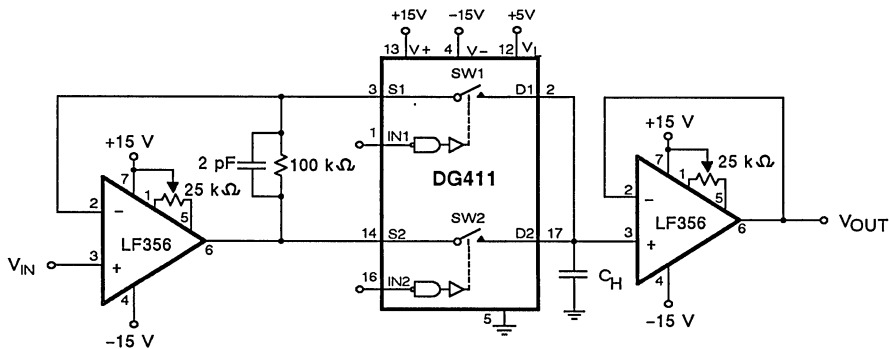 +15V
−15V
+5V
13
V+
4
V−
12
VL
SW1
3
S1
D1
2
1
IN1
+15 V
2 pF
100 kΩ
7
1
25 kΩ
5
2
−
LF356
6
VIN
3
+
4
−15 V
DG411
SW2
14
S2
D2
17
16
IN2
5
CH
+15 V
7
1
25 kΩ
5
2
−
LF356
6
VOUT
3
+
4
−15 V